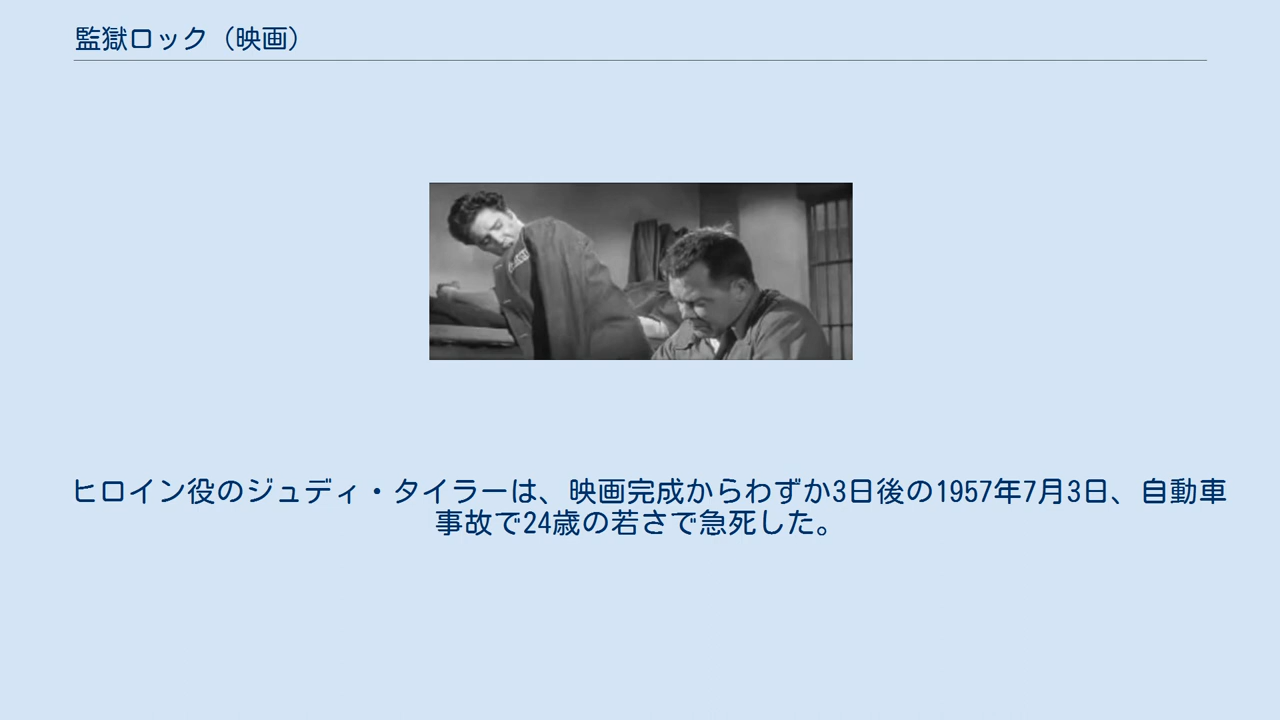 監獄ロック（映画）
ヒロイン役のジュディ・タイラーは、映画完成からわずか3日後の1957年7月3日、自動車
事故で24歳の若さで急死した。